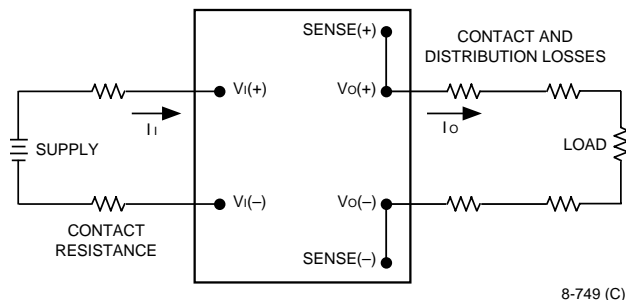 SENSE(+)
CONTACT AND
DISTRIBUTION LOSSES
VI(+)
VO(+)
II
IO
SUPPLY
LOAD
VI(–)
VO(–)
CONTACT
RESISTANCE
SENSE(–)
8-749 (C)